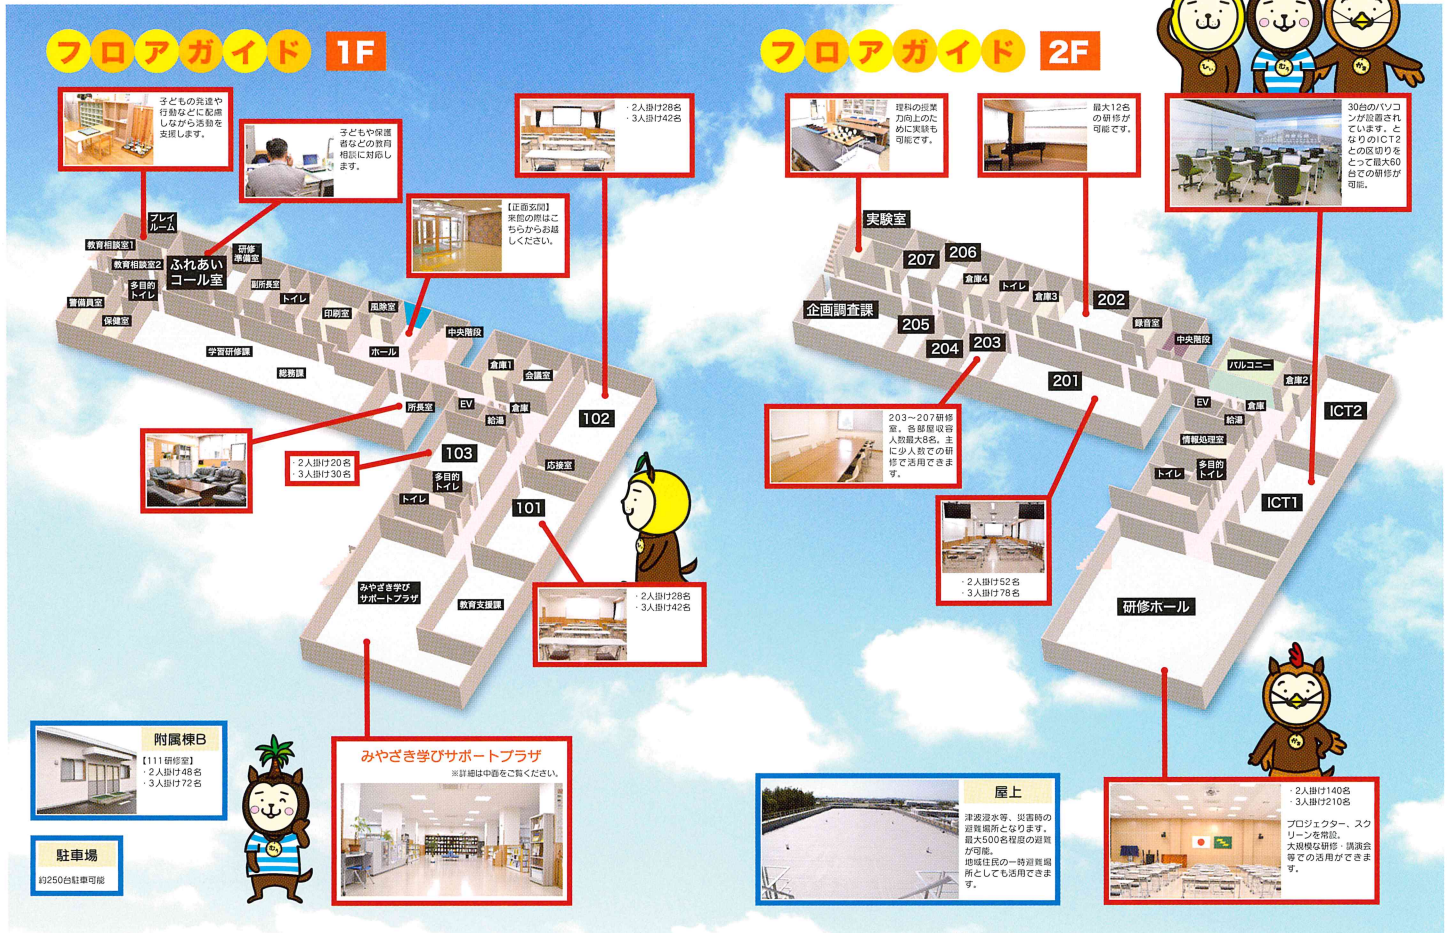 フロアガイド 1F
子どもの発達や
行動などに配慮
しながら活動を
支援します。
子どもや保護
者などの教育
相談に対応し
ます。
・2人掛け28名
・3人掛け42名
【正面玄関】
来館の際はこ
ちらからお越
しください。
プレイ
ルーム
教育相談室1
教育相談室2
ふれあい
コール室
研修
準備室
多目的
トイレ
副所長室
トイレ
警備員室
保健室
印刷室
風除室
中央階段
学習研修課
ホール
総務課
倉庫1
会議室
所長室
EV
倉庫
給湯
102
・2人掛け20名
・3人掛け30名
103
応接室
多目的
トイレ
トイレ
101
みやざき学び
サポートプラザ
教育支援課
・2人掛け28名
・3人掛け42名
附属棟B
【111研修室】
・2人掛け48名
・3人掛け72名
駐車場
約250台駐車可能
みやざき学びサポートプラザ
※詳細は中面をご覧ください。
フロアガイド 2F
理科の授業
力向上のた
めに実験も
可能です。
最大12名
の研修が
可能です。
30台のパソコ
ンが設置され
ています。と
なりのICT2
との区切りを
とって最大60
台での研修が
可能。
実験室
207
206
倉庫4
トイレ
倉庫3
202
企画調査課
205
204
203
録音室
中央階段
201
バルコニー
倉庫2
EV
倉庫
給湯
ICT2
情報処理室
トイレ
多目的
トイレ
ICT1
研修ホール
203〜207研修
室。各部屋収容
人数最大8名。主
に少人数での研
修で活用できま
す。
・2人掛け52名
・3人掛け78名
屋上
津波浸水等、災害時の
避難場所となります。
最大500名程度の避難
が可能。
地域住民の一時避難場
所としても活用できま
す。
・2人掛け140名
・3人掛け210名
プロジェクター、スク
リーンを常設。
大規模な研修・講演会
等での活用ができま
す。